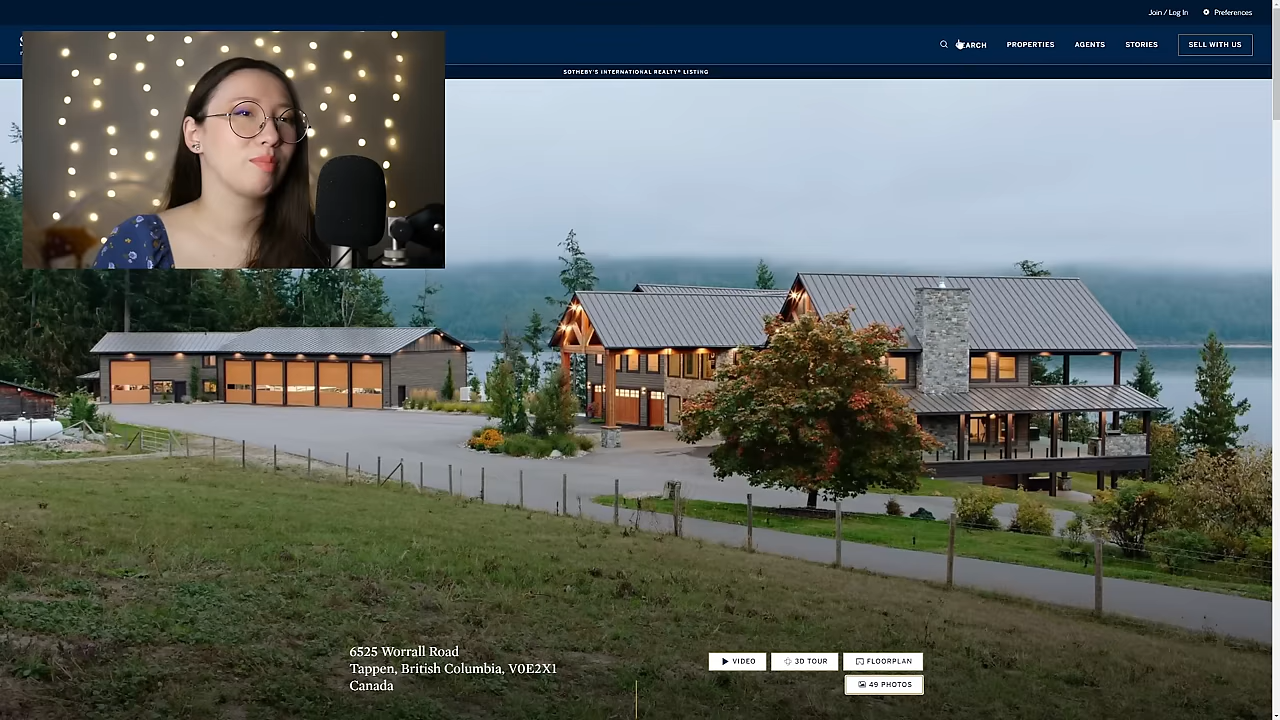 Join / Log In
Preferences
SEARCH
PROPERTIES
AGENTS
STORIES
SELL WITH US
SOTHEBY'S INTERNATIONAL REALTY® LISTING
6525 Worrall Road
Tappen, British Columbia, V0E2X1
Canada
VIDEO
3D TOUR
FLOORPLAN
49 PHOTOS